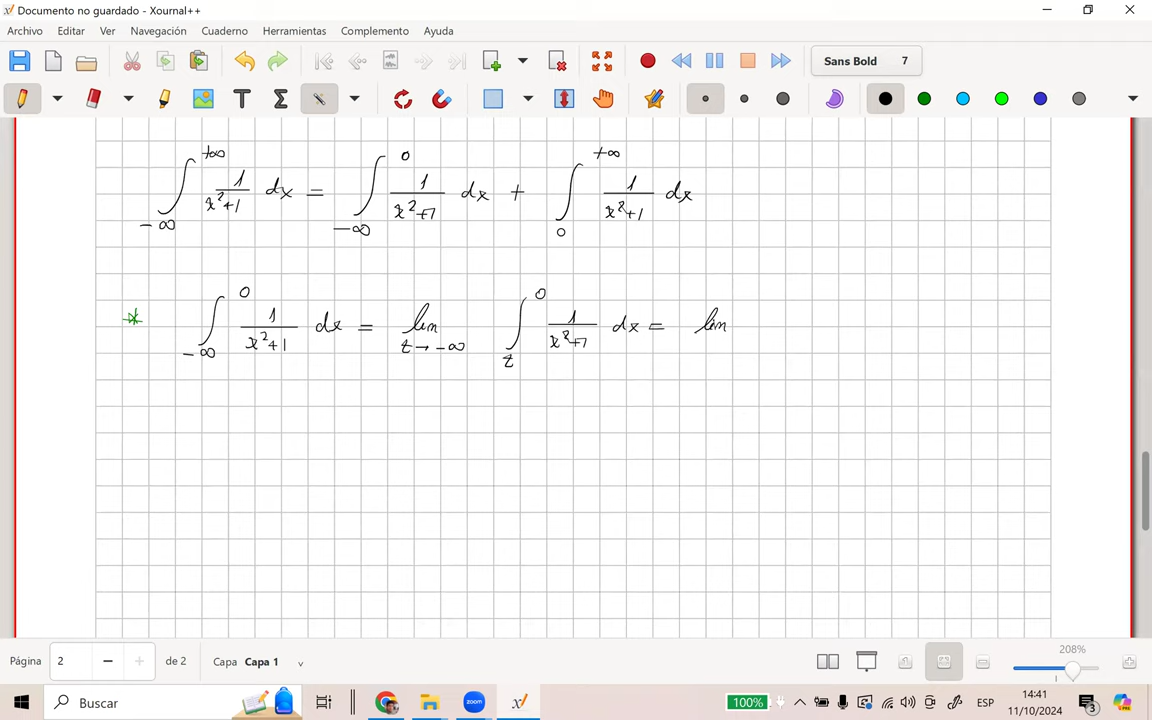 Documento no guardado - Xournal++
Archivo Editar Ver Navegación Cuaderno Herramientas Complemento Ayuda
Sans Bold 7
∫_{-∞}^{+∞} 1/(x²+1) dx = ∫_{-∞}^{0} 1/(x²+1) dx + ∫_{0}^{+∞} 1/(x²+1) dx
* ∫_{-∞}^{0} 1/(x²+1) dx = lim_{z→-∞} ∫_{z}^{0} 1/(x²+1) dx = lim
Página 2 de 2 Capa Capa 1 208%
Buscar 100% ESP 14:41
11/10/2024 3